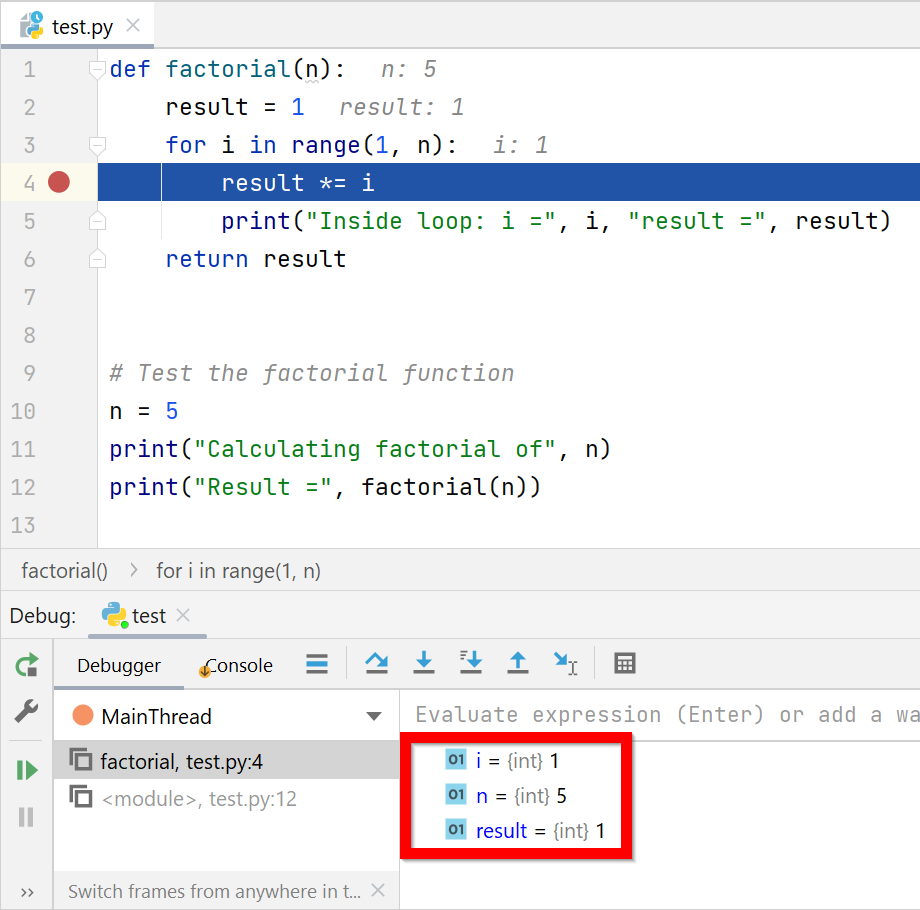 test.py
1 def factorial(n): n: 5
2 result = 1 result: 1
3 for i in range(1, n): i: 1
4 result *= i
5 print("Inside loop: i =", i, "result =", result)
6 return result
7
8
9 # Test the factorial function
10 n = 5
11 print("Calculating factorial of", n)
12 print("Result =", factorial(n))
13
factorial() > for i in range(1, n)
Debug: test
Debugger Console
MainThread
Evaluate expression (Enter) or add a wa
factorial, test.py:4
01 i = {int} 1
<module>, test.py:12
01 n = {int} 5
01 result = {int} 1
Switch frames from anywhere in t...